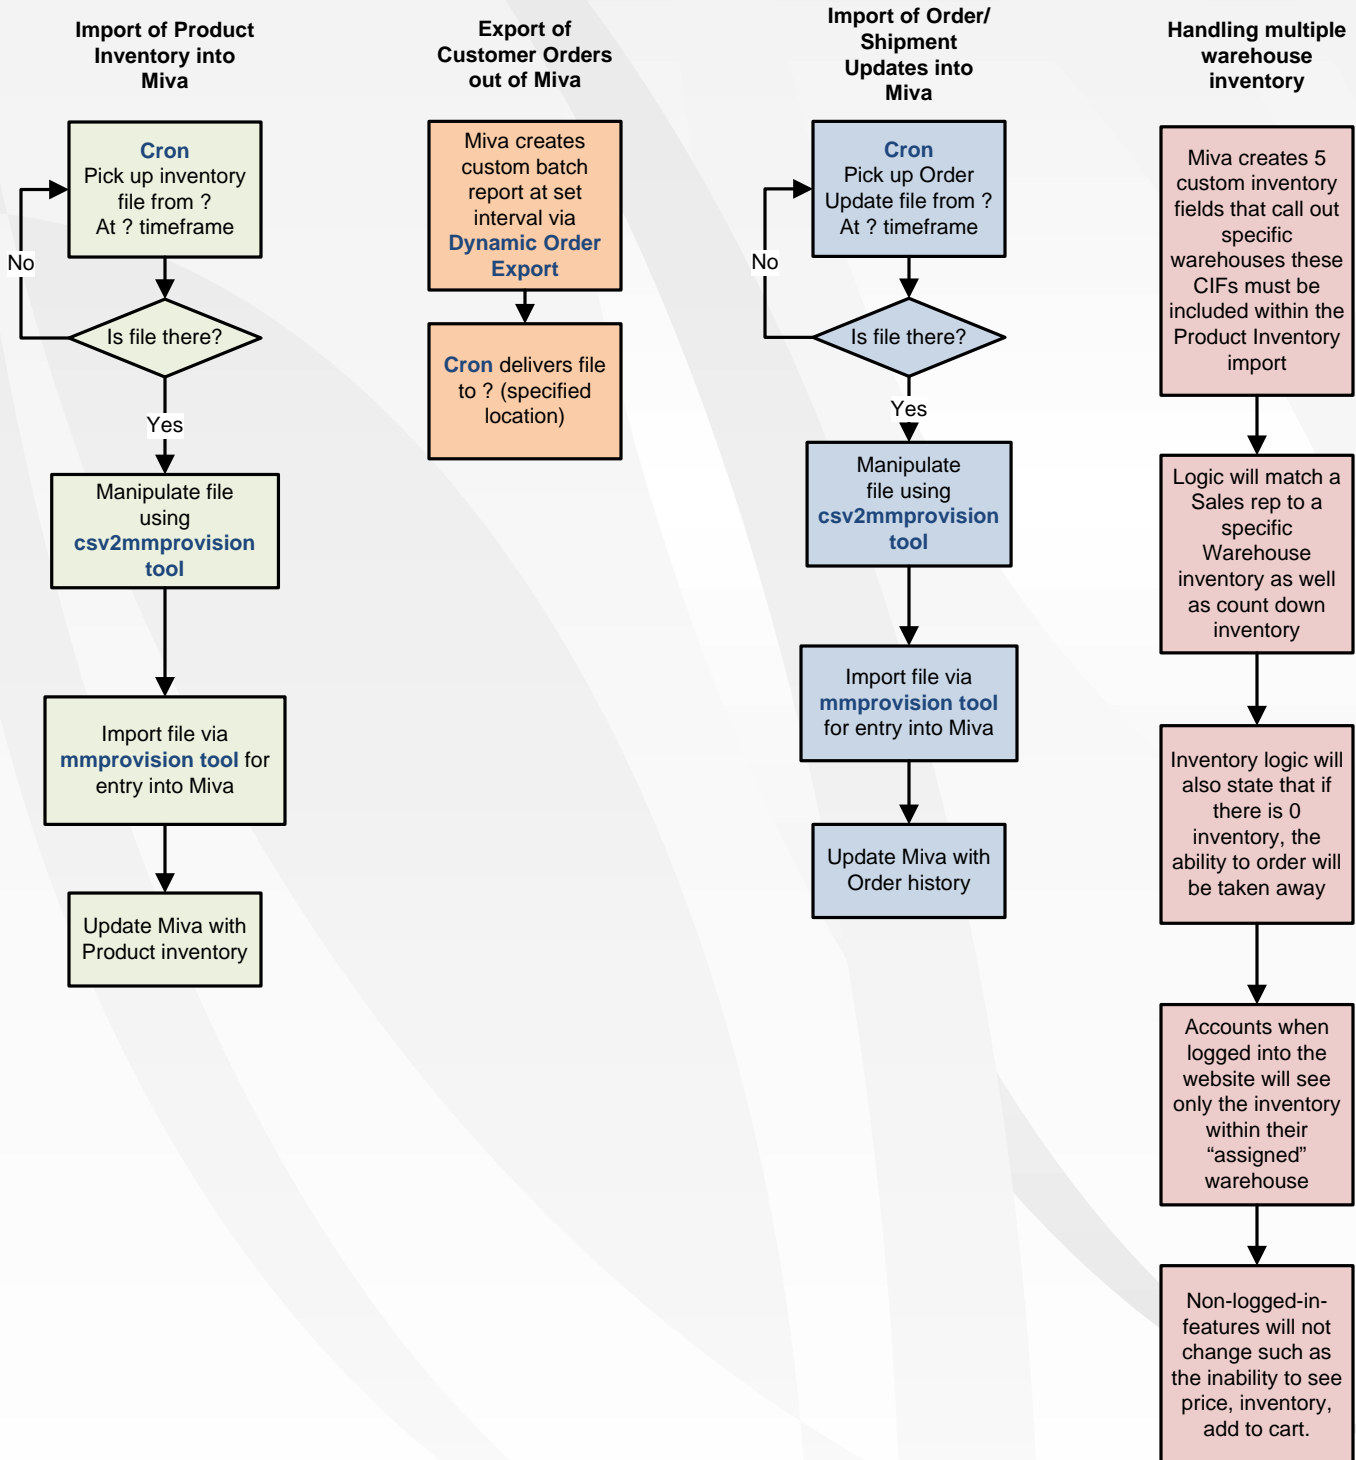 Import of Product
Inventory into
Miva
Cron
Pick up inventory
file from ?
At ? timeframe
No
Is file there?
Yes
Manipulate file
using
csv2mmprovision
tool
Import file via
mmprovision tool for
entry into Miva
Update Miva with
Product inventory
Export of
Customer Orders
out of Miva
Miva creates
custom batch
report at set
interval via
Dynamic Order
Export
Cron delivers file
to ? (specified
location)
Import of Order/
Shipment
Updates into
Miva
Cron
Pick up Order
Update file from ?
At ? timeframe
No
Is file there?
Yes
Manipulate
file using
csv2mmprovision
tool
Import file via
mmprovision tool
for entry into Miva
Update Miva with
Order history
Handling multiple
warehouse
inventory
Miva creates 5
custom inventory
fields that call out
specific
warehouses these
CIFs must be
included within the
Product Inventory
import
Logic will match a
Sales rep to a
specific
Warehouse
inventory as well
as count down
inventory
Inventory logic will
also state that if
there is 0
inventory, the
ability to order will
be taken away
Accounts when
logged into the
website will see
only the inventory
within their
“assigned”
warehouse
Non-logged-in-
features will not
change such as
the inability to see
price, inventory,
add to cart.